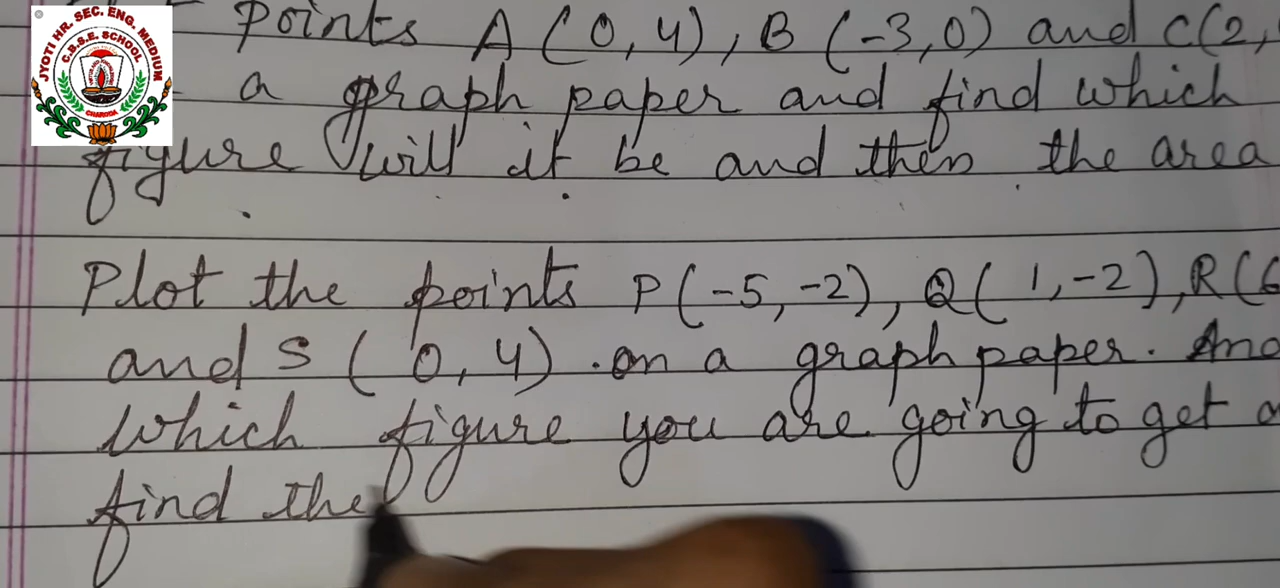 JYOTI HR. SEC. ENG. MEDIUM
C.B.S.E. SCHOOL
CHARODA
Points A (0,4), B (-3,0) and C(2,
a graph paper and find which
figure will it be and then the area
Plot the points P(-5,-2), Q(1,-2), R(6
and S (0,4). on a graph paper. And
which figure you are going to get a
find the